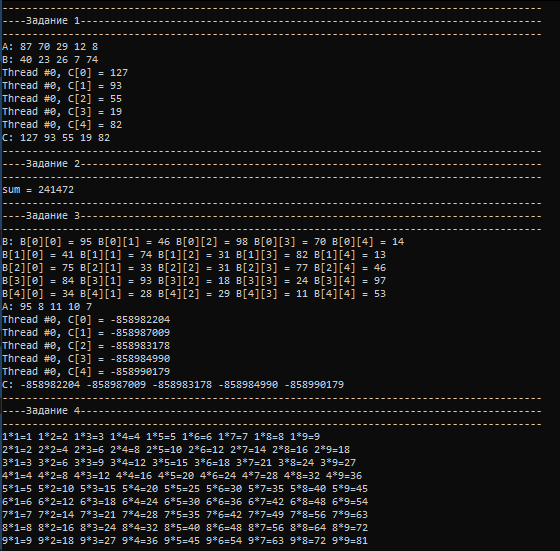 ----Задание 1----
A: 87 70 29 12 8
B: 40 23 26 7 74
Thread #0, C[0] = 127
Thread #0, C[1] = 93
Thread #0, C[2] = 55
Thread #0, C[3] = 19
Thread #0, C[4] = 82
C: 127 93 55 19 82
----Задание 2----
sum = 241472
----Задание 3----
B: B[0][0] = 95 B[0][1] = 46 B[0][2] = 98 B[0][3] = 70 B[0][4] = 14
B[1][0] = 41 B[1][1] = 74 B[1][2] = 31 B[1][3] = 82 B[1][4] = 13
B[2][0] = 75 B[2][1] = 33 B[2][2] = 31 B[2][3] = 77 B[2][4] = 46
B[3][0] = 84 B[3][1] = 93 B[3][2] = 18 B[3][3] = 24 B[3][4] = 97
B[4][0] = 34 B[4][1] = 28 B[4][2] = 29 B[4][3] = 11 B[4][4] = 53
A: 95 8 11 10 7
Thread #0, C[0] = -858982204
Thread #0, C[1] = -858987009
Thread #0, C[2] = -858983178
Thread #0, C[3] = -858984990
Thread #0, C[4] = -858990179
C: -858982204 -858987009 -858983178 -858984990 -858990179
----Задание 4----
1*1=1 1*2=2 1*3=3 1*4=4 1*5=5 1*6=6 1*7=7 1*8=8 1*9=9
2*1=2 2*2=4 2*3=6 2*4=8 2*5=10 2*6=12 2*7=14 2*8=16 2*9=18
3*1=3 3*2=6 3*3=9 3*4=12 3*5=15 3*6=18 3*7=21 3*8=24 3*9=27
4*1=4 4*2=8 4*3=12 4*4=16 4*5=20 4*6=24 4*7=28 4*8=32 4*9=36
5*1=5 5*2=10 5*3=15 5*4=20 5*5=25 5*6=30 5*7=35 5*8=40 5*9=45
6*1=6 6*2=12 6*3=18 6*4=24 6*5=30 6*6=36 6*7=42 6*8=48 6*9=54
7*1=7 7*2=14 7*3=21 7*4=28 7*5=35 7*6=42 7*7=49 7*8=56 7*9=63
8*1=8 8*2=16 8*3=24 8*4=32 8*5=40 8*6=48 8*7=56 8*8=64 8*9=72
9*1=9 9*2=18 9*3=27 9*4=36 9*5=45 9*6=54 9*7=63 9*8=72 9*9=81